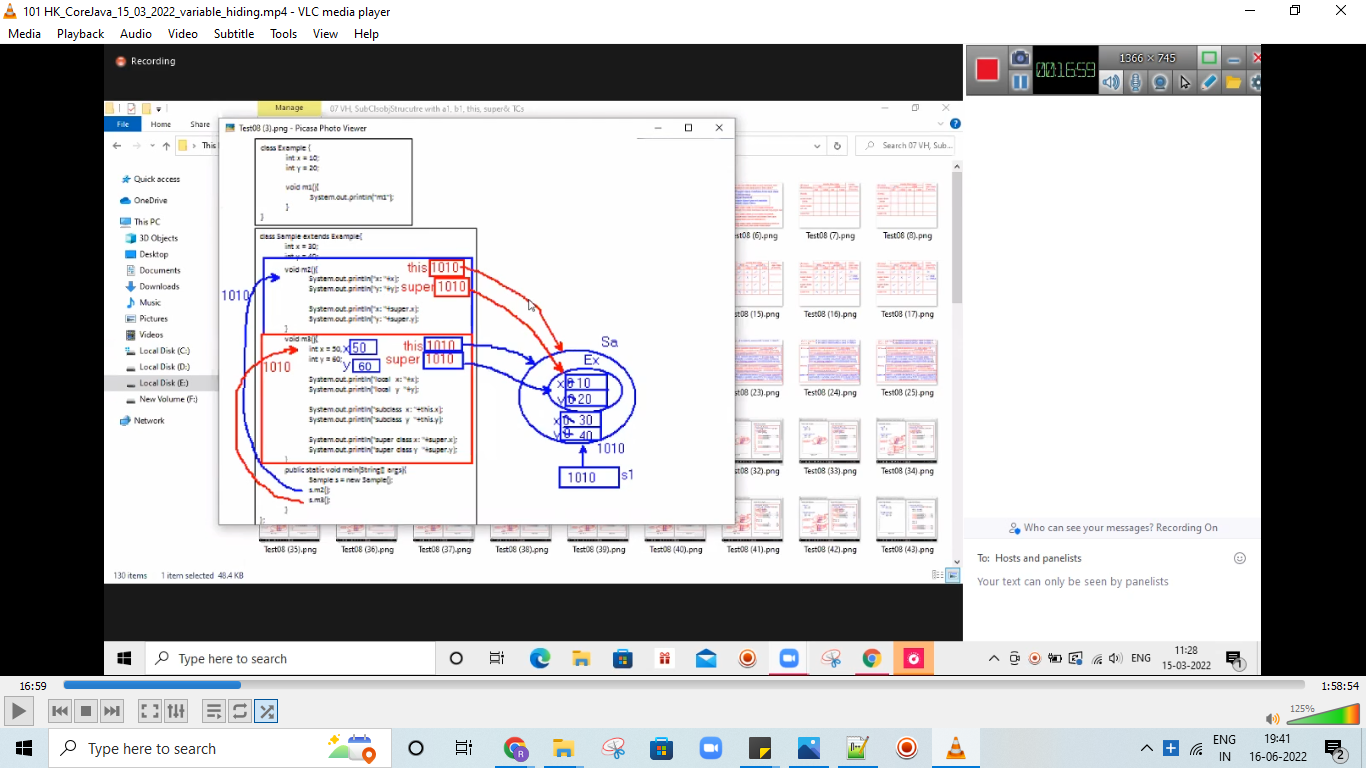 101 HK_CoreJava_15_03_2022_variable_hiding.mp4 - VLC media player
Media Playback Audio Video Subtitle Tools View Help
Recording
1366 × 745
00:16:59
Manage
07 VH, SubClsobjStrucutre with a1. b1, this, super& TCs
File Home Share
This
Search 07 VH, Sub...
Test08 (3).png - Picasa Photo Viewer
class Example {
int x = 10;
int y = 20;
void m1(){
System.out.println("m1");
}
}
class Sample extends Example{
int x = 30;
int y = 40;
void m2(){
System.out.println("x: "+x);
System.out.println("y: "+y);
System.out.println("x: "+super.x);
System.out.println("y: "+super.x);
}
void m3(){
int x = 50;
int y = 60;
System.out.println("local x: "+x);
System.out.println("local y "+y);
System.out.println("subclass x: "+this.x);
System.out.println("subclass y "+this.y);
System.out.println("super class x: "+super.x);
System.out.println("super class y "+super.y);
}
public static void main(String[] args){
Sample s = new Sample();
s.m2();
s.m3();
}
};
this 1010
super 1010
1010
x 50
y 60
this 1010
super 1010
1010
Sa
Ex
x 0 10
y 0 20
x 0 30
y 0 40
1010
1010 s1
Quick access
OneDrive
This PC
3D Objects
Desktop
Documents
Downloads
Music
Pictures
Videos
Local Disk (C:)
Local Disk (D:)
Local Disk (E:)
New Volume (F:)
Network
st08 (6).png Test08 (7).png Test08 (8).png
(15).png Test08 (16).png Test08 (17).png
(23).png Test08 (24).png Test08 (25).png
(32).png Test08 (33).png Test08 (34).png
Test08 (35).png Test08 (36).png Test08 (37).png Test08 (38).png Test08 (39).png Test08 (40).png Test08 (41).png Test08 (42).png Test08 (43).png
130 items 1 item selected 48.4 KB
Who can see your messages? Recording On
To: Hosts and panelists
Your text can only be seen by panelists
Type here to search
ENG
11:28
15-03-2022
1
16:59
1:58:54
125%
Type here to search
R
ENG
IN
19:41
16-06-2022
2